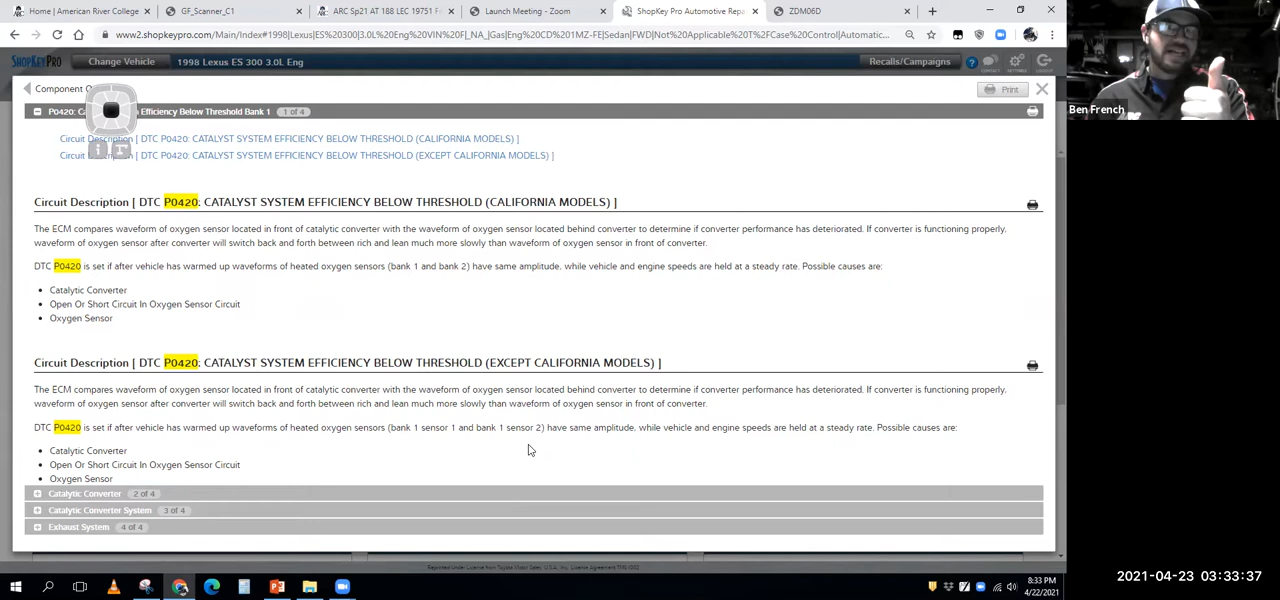 Home | American River College
GF_Scanner_C1
ARC Sp21 AT 188 LEC 19751
Launch Meeting - Zoom
ShopKey Pro Automotive Repa
ZDM06D
www2.shopkeypro.com/Main/Index#1998|Lexus|ES%20300|3.0L%20Eng%20VIN%20F|_NA_|Gas|Eng%20CD%201MZ-FE|Sedan|FWD|Not%20Applicable%20T%2FCase%20Control|Automatic...
SHOPKEYPRO
Change Vehicle
1998 Lexus ES 300 3.0L Eng
Recalls/Campaigns
CONTACT
SETTINGS
LOGOUT
Component
Print
Efficiency Below Threshold Bank 1
1 of 4
Ben French
Circuit Description [ DTC P0420: CATALYST SYSTEM EFFICIENCY BELOW THRESHOLD (CALIFORNIA MODELS) ]
Circuit Description [ DTC P0420: CATALYST SYSTEM EFFICIENCY BELOW THRESHOLD (EXCEPT CALIFORNIA MODELS) ]
Circuit Description [ DTC P0420: CATALYST SYSTEM EFFICIENCY BELOW THRESHOLD (CALIFORNIA MODELS) ]
The ECM compares waveform of oxygen sensor located in front of catalytic converter with the waveform of oxygen sensor located behind converter to determine if converter performance has deteriorated. If converter is functioning properly,
waveform of oxygen sensor after converter will switch back and forth between rich and lean much more slowly than waveform of oxygen sensor in front of converter.
DTC P0420 is set if after vehicle has warmed up waveforms of heated oxygen sensors (bank 1 and bank 2) have same amplitude, while vehicle and engine speeds are held at a steady rate. Possible causes are:
Catalytic Converter
Open Or Short Circuit In Oxygen Sensor Circuit
Oxygen Sensor
Circuit Description [ DTC P0420: CATALYST SYSTEM EFFICIENCY BELOW THRESHOLD (EXCEPT CALIFORNIA MODELS) ]
The ECM compares waveform of oxygen sensor located in front of catalytic converter with the waveform of oxygen sensor located behind converter to determine if converter performance has deteriorated. If converter is functioning properly,
waveform of oxygen sensor after converter will switch back and forth between rich and lean much more slowly than waveform of oxygen sensor in front of converter.
DTC P0420 is set if after vehicle has warmed up waveforms of heated oxygen sensors (bank 1 sensor 1 and bank 1 sensor 2) have same amplitude, while vehicle and engine speeds are held at a steady rate. Possible causes are:
Catalytic Converter
Open Or Short Circuit In Oxygen Sensor Circuit
Oxygen Sensor
Catalytic Converter 2 of 4
Catalytic Converter System 3 of 4
Exhaust System 4 of 4
8:33 PM
4/22/2021
2021-04-23 03:33:37